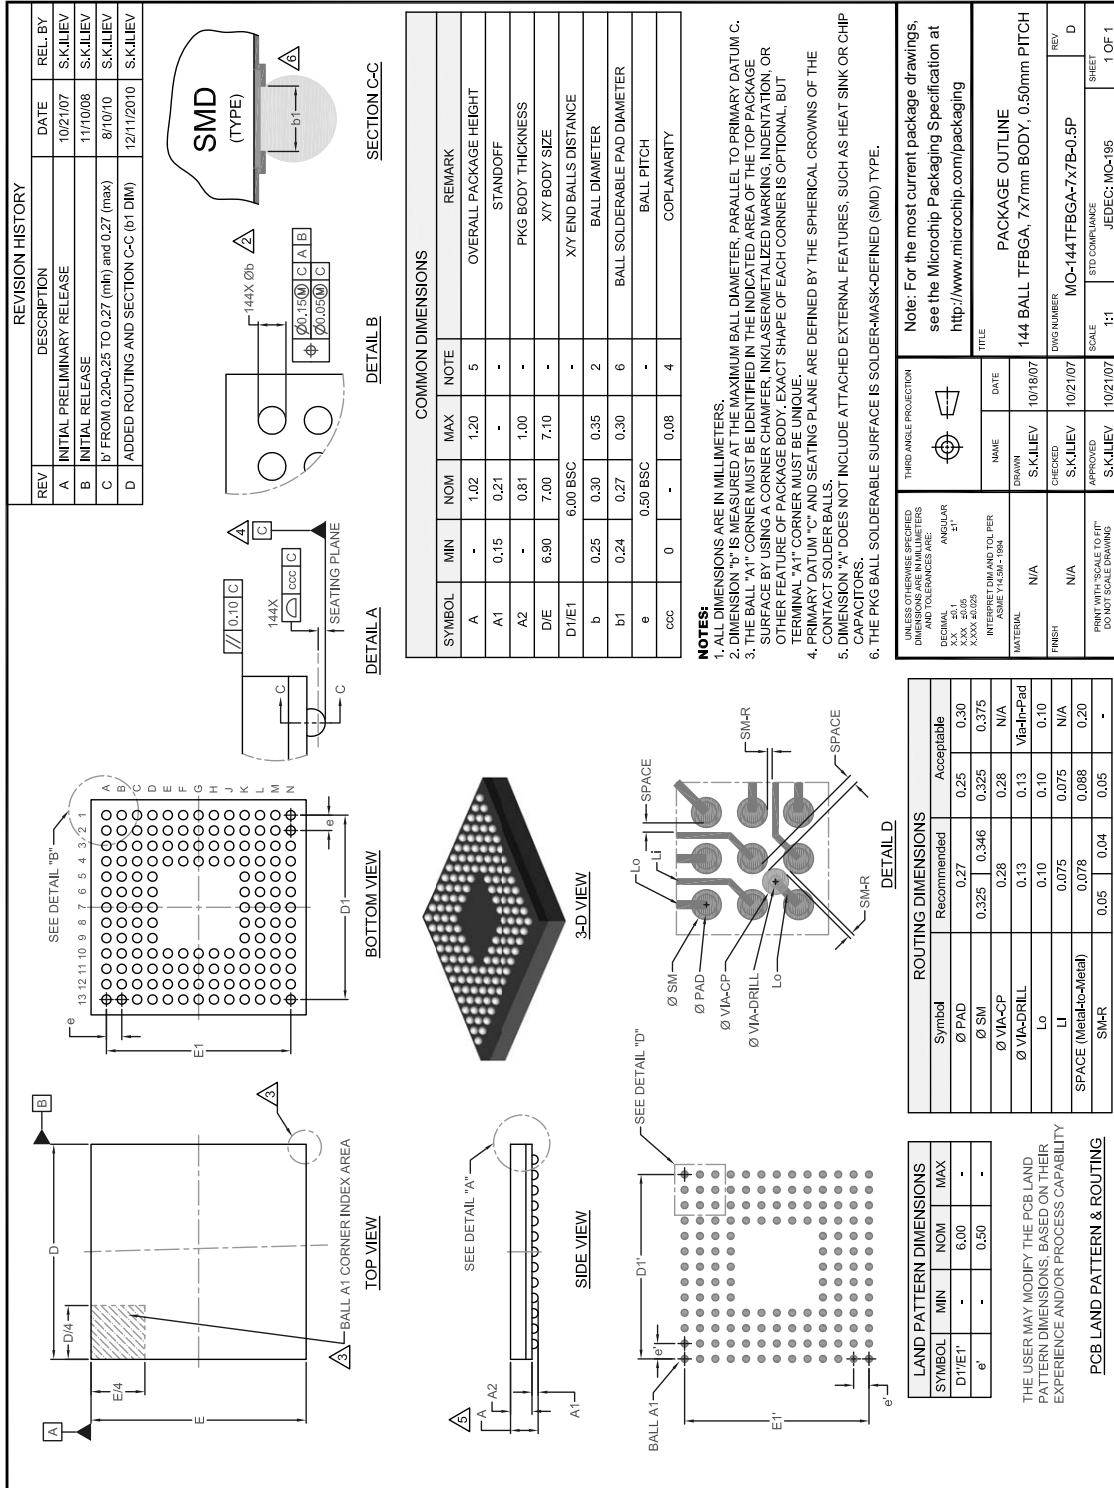 REVISION HISTORY
REV DESCRIPTION DATE REL. BY
A INITIAL PRELIMINARY RELEASE 10/21/07 S.K.ILIEV
B INITIAL RELEASE 11/10/08 S.K.ILIEV
C b' FROM 0.20-0.25 TO 0.27 (min) and 0.27 (max) 8/10/10 S.K.ILIEV
D ADDED ROUTING AND SECTION C-C (b1 DIM) 12/11/2010 S.K.ILIEV
A
B
D
D/4
E/4
E
3
3
BALL A1 CORNER INDEX AREA
TOP VIEW
SEE DETAIL "B"
e
13 12 11 10 9 8 7 6 5 4 3 2 1
A
B
C
D
E
F
G
H
J
K
L
M
N
E1
e
D1
BOTTOM VIEW
// 0.10 C
4
C
144X
ccc C
C
C
SEATING PLANE
DETAIL A
144X Øb
2
Ø0.15 M C A B
Ø0.05 M C
DETAIL B
SMD
(TYPE)
6
b1
SECTION C-C
SEE DETAIL "A"
5
A
A2
A1
SIDE VIEW
3-D VIEW
COMMON DIMENSIONS
SYMBOL MIN NOM MAX NOTE REMARK
A - 1.02 1.20 5 OVERALL PACKAGE HEIGHT
A1 0.15 0.21 - - STANDOFF
A2 - 0.81 1.00 - PKG BODY THICKNESS
D/E 6.90 7.00 7.10 - X/Y BODY SIZE
D1/E1 6.00 BSC - X/Y END BALLS DISTANCE
b 0.25 0.30 0.35 2 BALL DIAMETER
b1 0.24 0.27 0.30 6 BALL SOLDERABLE PAD DIAMETER
e 0.50 BSC - BALL PITCH
ccc 0 - 0.08 4 COPLANARITY
NOTES:
1. ALL DIMENSIONS ARE IN MILLIMETERS.
2. DIMENSION "b" IS MEASURED AT THE MAXIMUM BALL DIAMETER, PARALLEL TO PRIMARY DATUM C.
3. THE BALL "A1" CORNER MUST BE IDENTIFIED IN THE INDICATED AREA OF THE TOP PACKAGE
SURFACE BY USING A CORNER CHAMFER, INK/LASER/METALIZED MARKING, INDENTATION, OR
OTHER FEATURE OF PACKAGE BODY. EXACT SHAPE OF EACH CORNER IS OPTIONAL, BUT
TERMINAL "A1" CORNER MUST BE UNIQUE.
4. PRIMARY DATUM "C" AND SEATING PLANE ARE DEFINED BY THE SPHERICAL CROWNS OF THE
CONTACT SOLDER BALLS.
5. DIMENSION "A" DOES NOT INCLUDE ATTACHED EXTERNAL FEATURES, SUCH AS HEAT SINK OR CHIP
CAPACITORS.
6. THE PKG BALL SOLDERABLE SURFACE IS SOLDER-MASK-DEFINED (SMD) TYPE.
BALL A1
e'
D1'
SEE DETAIL "D"
E1'
e'
Ø SM
Ø PAD
Ø VIA-CP
Ø VIA-DRILL
Lo
Lo
Li
SPACE
SM-R
SPACE
SM-R
DETAIL D
LAND PATTERN DIMENSIONS
SYMBOL MIN NOM MAX
D1'/E1' - 6.00 -
e' - 0.50 -
THE USER MAY MODIFY THE PCB LAND
PATTERN DIMENSIONS, BASED ON THEIR
EXPERIENCE AND/OR PROCESS CAPABILITY
PCB LAND PATTERN & ROUTING
ROUTING DIMENSIONS
Symbol Recommended Acceptable
Ø PAD 0.27 0.25 0.30
Ø SM 0.325 0.346 0.325 0.375
Ø VIA-CP 0.28 0.28 N/A
Ø VIA-DRILL 0.13 0.13 Via-In-Pad
Lo 0.10 0.10 0.10
Li 0.075 0.075 N/A
SPACE (Metal-to-Metal) 0.078 0.088 0.20
SM-R 0.05 0.04 0.05 -
UNLESS OTHERWISE SPECIFIED
DIMENSIONS ARE IN MILLIMETERS
AND TOLERANCES ARE:
DECIMAL ANGULAR
X.X ±0.1 ±1°
X.XX ±0.05
X.XXX ±0.025
INTERPRET DIM AND TOL PER
ASME Y14.5M - 1994
MATERIAL
N/A
FINISH
N/A
PRINT WITH "SCALE TO FIT"
DO NOT SCALE DRAWING
THIRD ANGLE PROJECTION
NAME DATE
DRAWN
S.K.ILIEV 10/18/07
CHECKED
S.K.ILIEV 10/21/07
APPROVED
S.K.ILIEV 10/21/07
Note: For the most current package drawings,
see the Microchip Packaging Specification at
http://www.microchip.com/packaging
TITLE
PACKAGE OUTLINE
144 BALL TFBGA, 7x7mm BODY, 0.50mm PITCH
DWG NUMBER
MO-144TFBGA-7x7B-0.5P
REV
D
SCALE
1:1
STD COMPLIANCE
JEDEC: MO-195
SHEET
1 OF 1